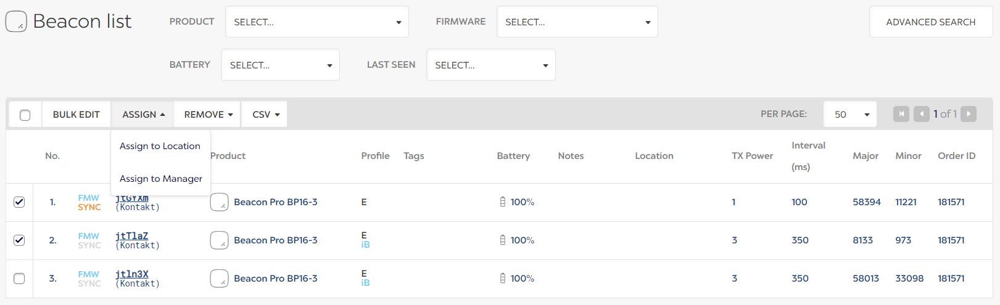 Beacon list PRODUCT SELECT... FIRMWARE SELECT... ADVANCED SEARCH
BATTERY SELECT... LAST SEEN SELECT...
BULK EDIT ASSIGN REMOVE CSV PER PAGE: 50 1 of 1
Assign to Location
Assign to Manager
No. Product Profile Tags Battery Notes Location TX Power Interval (ms) Major Minor Order ID
1. FMW SYNC jtGYXm (Kontakt) Beacon Pro BP16-3 E 100% 1 100 58394 11221 181571
2. FMW SYNC jtTlaZ (Kontakt) Beacon Pro BP16-3 E iB 100% 3 350 8133 973 181571
3. FMW SYNC jtln3X (Kontakt) Beacon Pro BP16-3 E iB 100% 3 350 58013 33098 181571